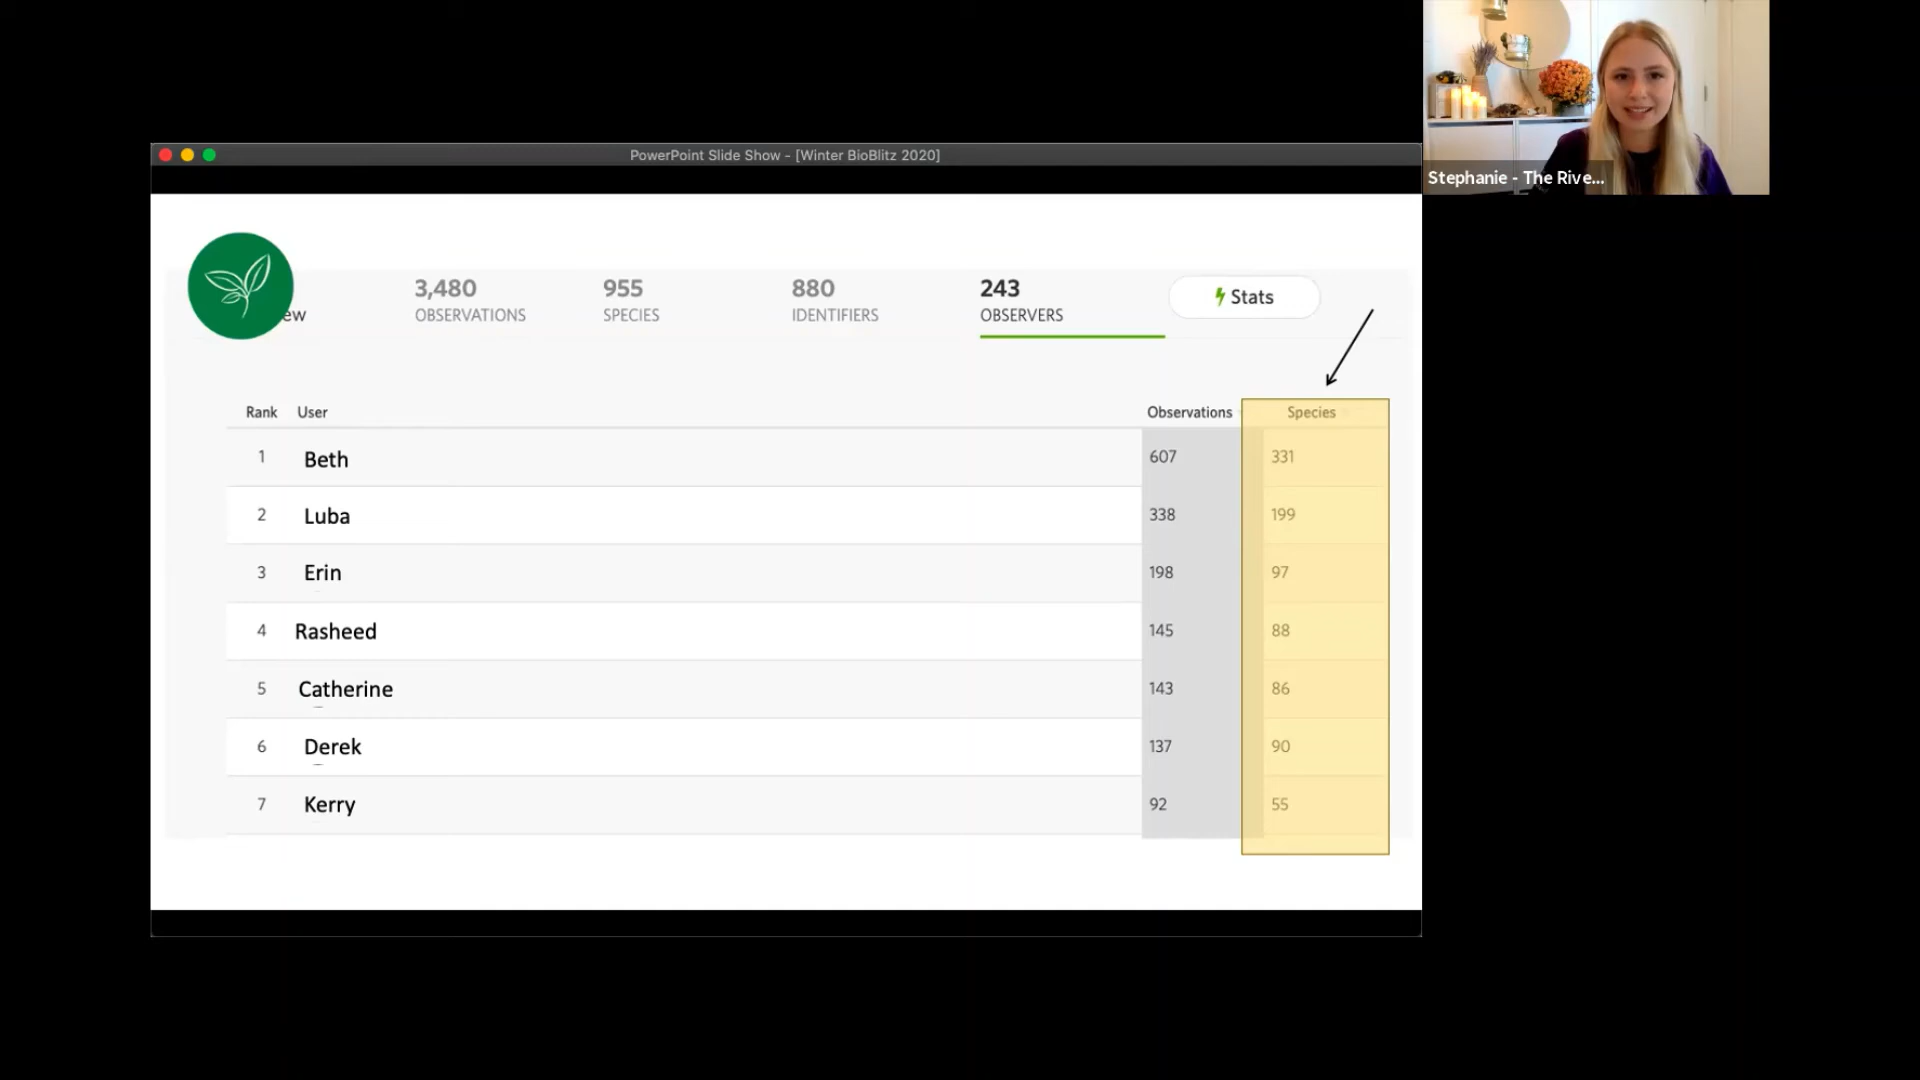 PowerPoint Slide Show - [Winter BioBlitz 2020]
Stephanie - The Rive...
ew
3,480 955 880 243
OBSERVATIONS SPECIES IDENTIFIERS OBSERVERS
Stats
Rank User Observations Species
1 Beth 607 331
2 Luba 338 199
3 Erin 198 97
4 Rasheed 145 88
5 Catherine 143 86
6 Derek 137 90
7 Kerry 92 55